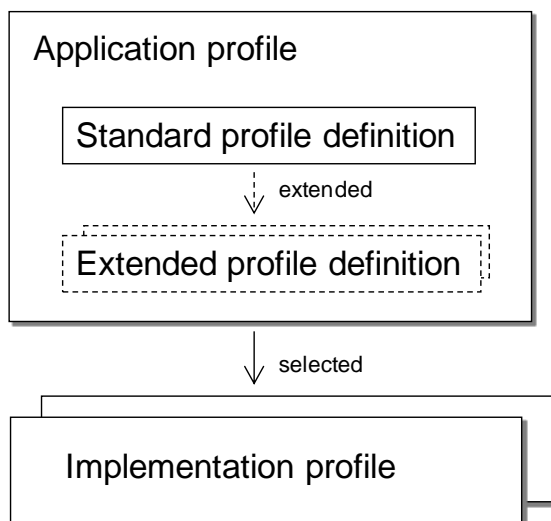 Application profile
Standard profile definition
extended
Extended profile definition
selected
Implementation profile